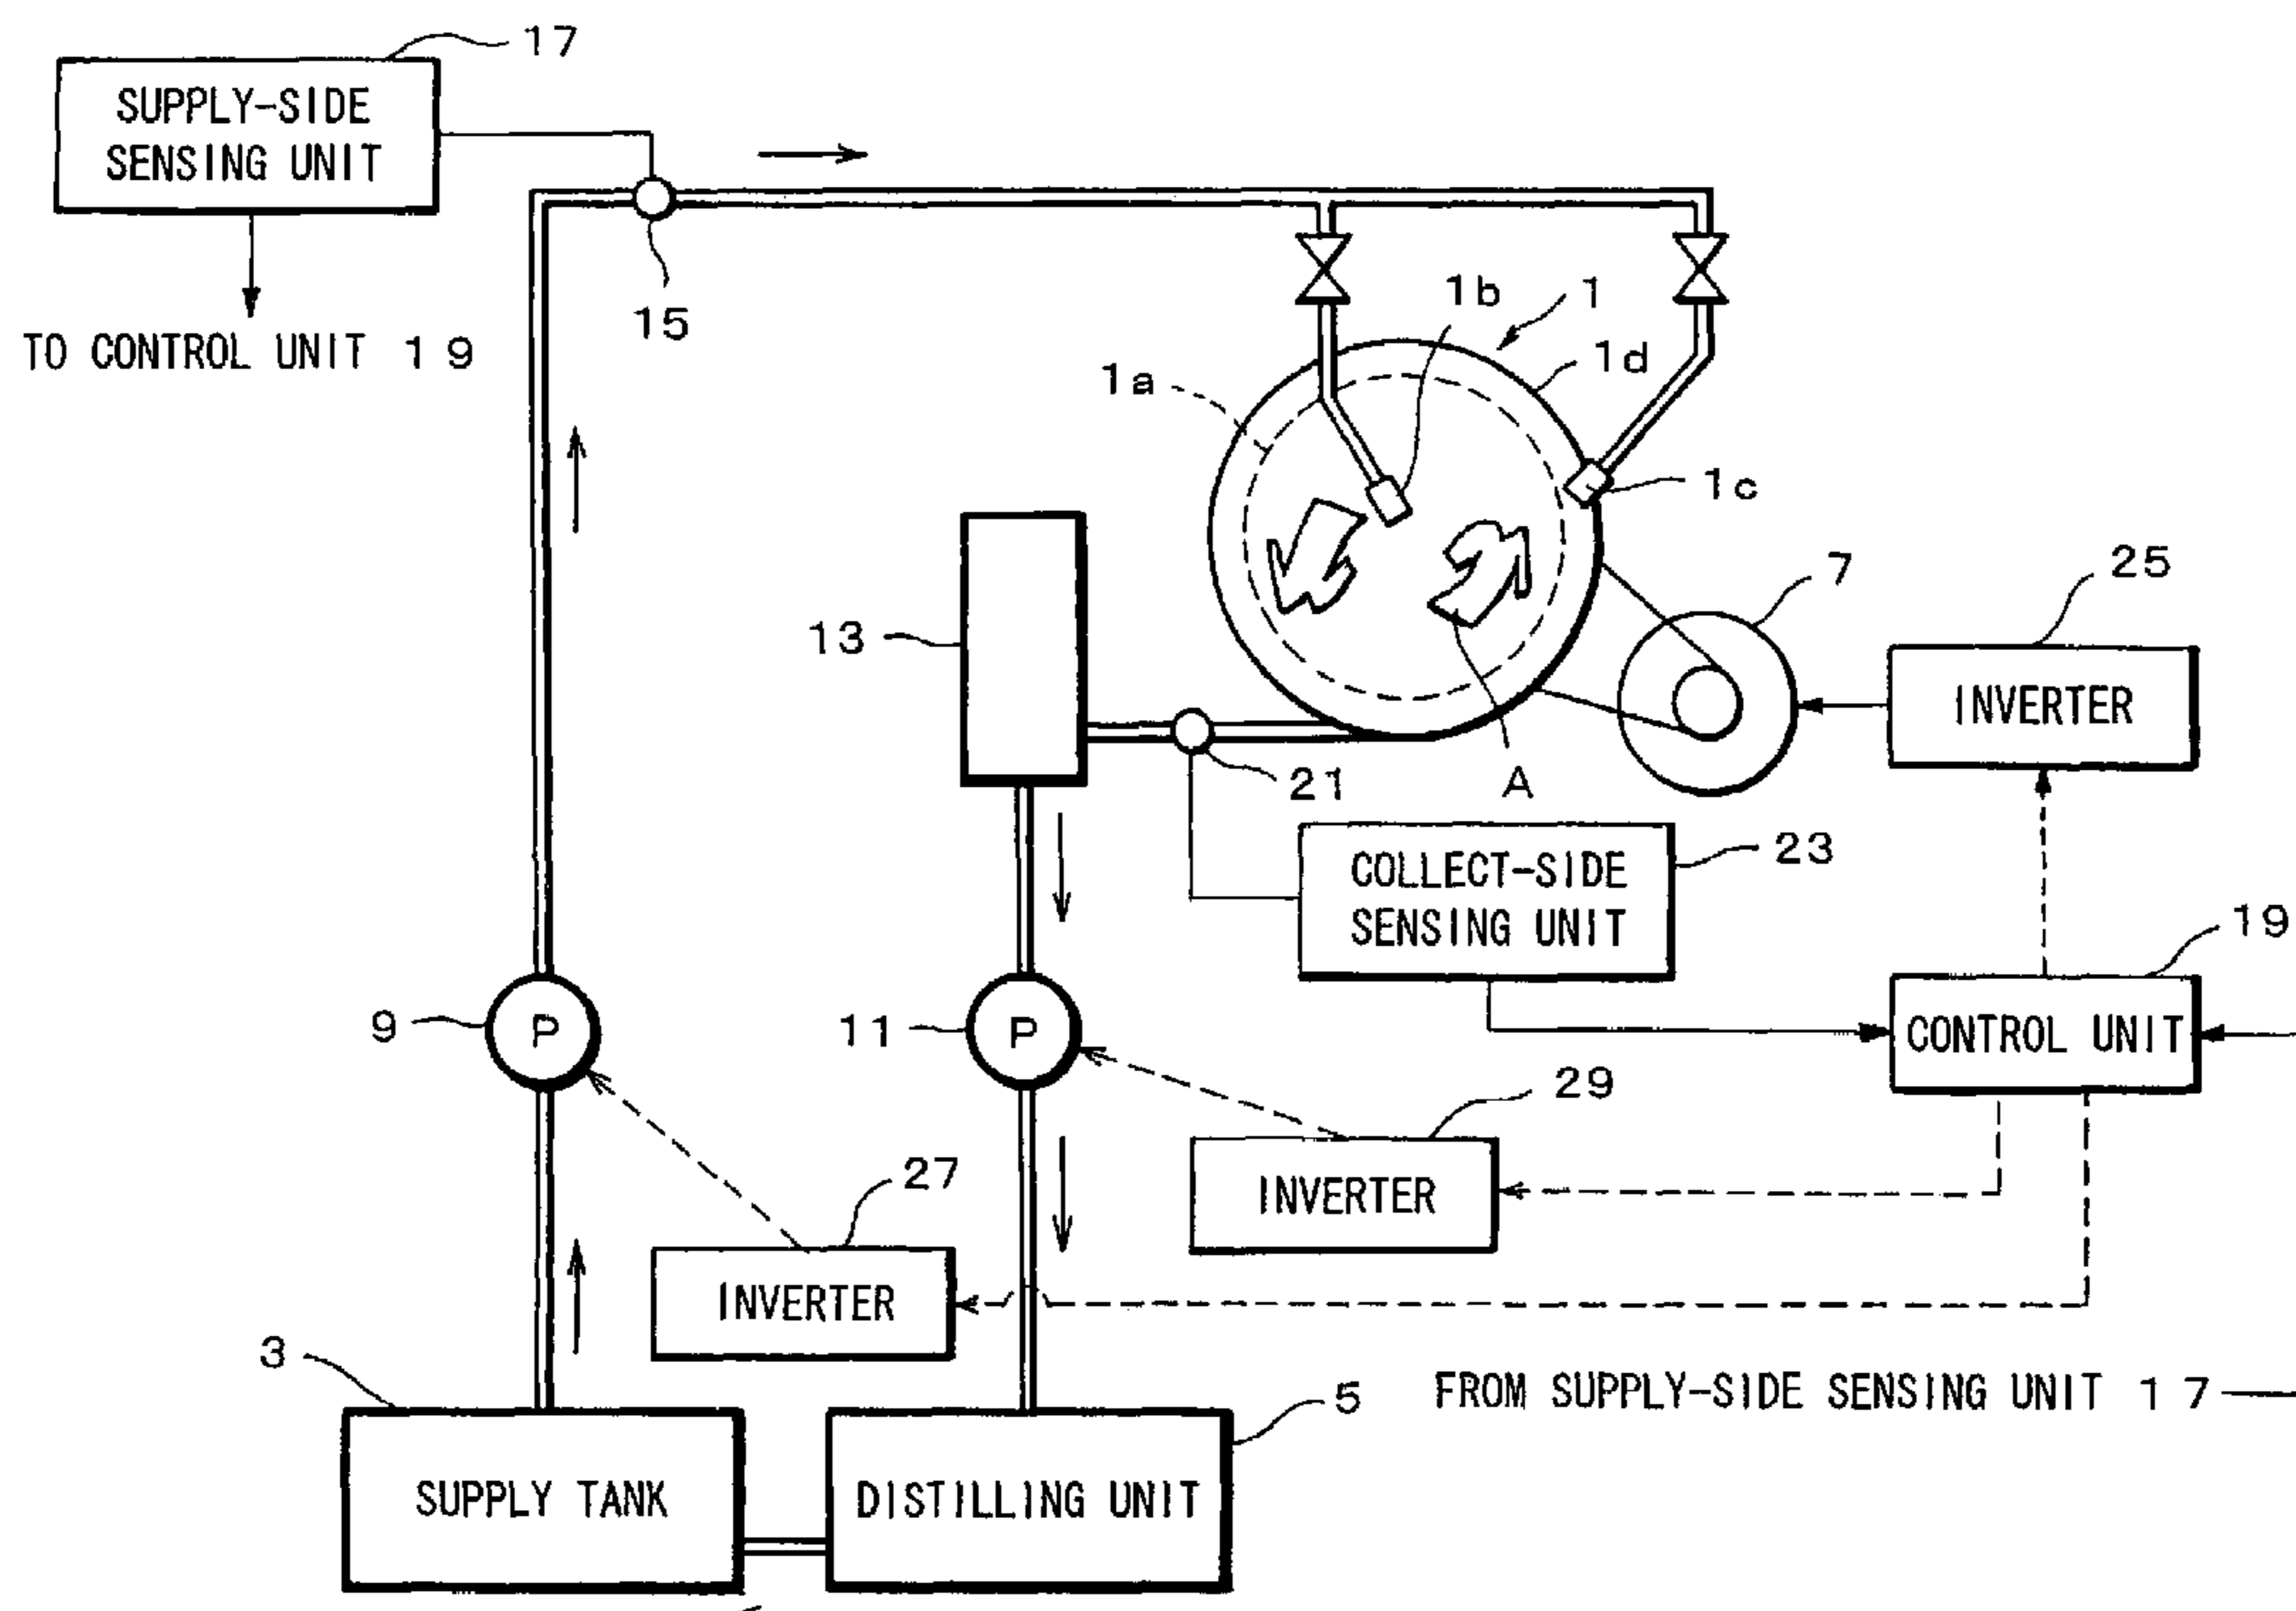 17
SUPPLY-SIDE
SENSING UNIT
15
TO CONTROL UNIT 19
1b
1
1d
1a
1c
25
7
13
INVERTER
21
A
COLLECT-SIDE
SENSING UNIT
23
19
9
P
11
P
CONTROL UNIT
29
27
INVERTER
INVERTER
3
5
FROM SUPPLY-SIDE SENSING UNIT 17
SUPPLY TANK
DISTILLING UNIT